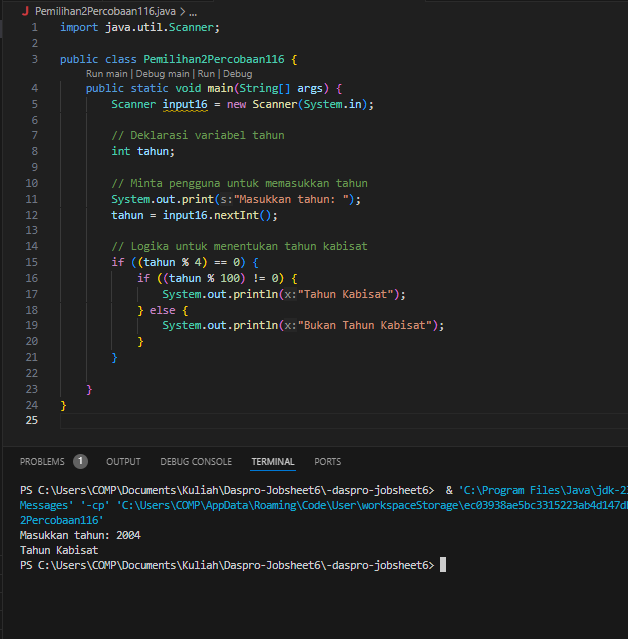 Pemilihan2Percobaan116.java > ...
1 import java.util.Scanner;
2
3 public class Pemilihan2Percobaan116 {
Run main | Debug main | Run | Debug
4 public static void main(String[] args) {
5 Scanner input16 = new Scanner(System.in);
6
7 // Deklarasi variabel tahun
8 int tahun;
9
10 // Minta pengguna untuk memasukkan tahun
11 System.out.print(s:"Masukkan tahun: ");
12 tahun = input16.nextInt();
13
14 // Logika untuk menentukan tahun kabisat
15 if ((tahun % 4) == 0) {
16 if ((tahun % 100) != 0) {
17 System.out.println(x:"Tahun Kabisat");
18 } else {
19 System.out.println(x:"Bukan Tahun Kabisat");
20 }
21 }
22
23 }
24 }
25
PROBLEMS 1 OUTPUT DEBUG CONSOLE TERMINAL PORTS
PS C:\Users\COMP\Documents\Kuliah\Daspro-Jobsheet6\-daspro-jobsheet6> & 'C:\Program Files\Java\jdk-2
Messages' '-cp' 'C:\Users\COMP\AppData\Roaming\Code\User\workspaceStorage\ec03938ae5bc3315223ab4d147d
2Percobaan116'
Masukkan tahun: 2004
Tahun Kabisat
PS C:\Users\COMP\Documents\Kuliah\Daspro-Jobsheet6\-daspro-jobsheet6>